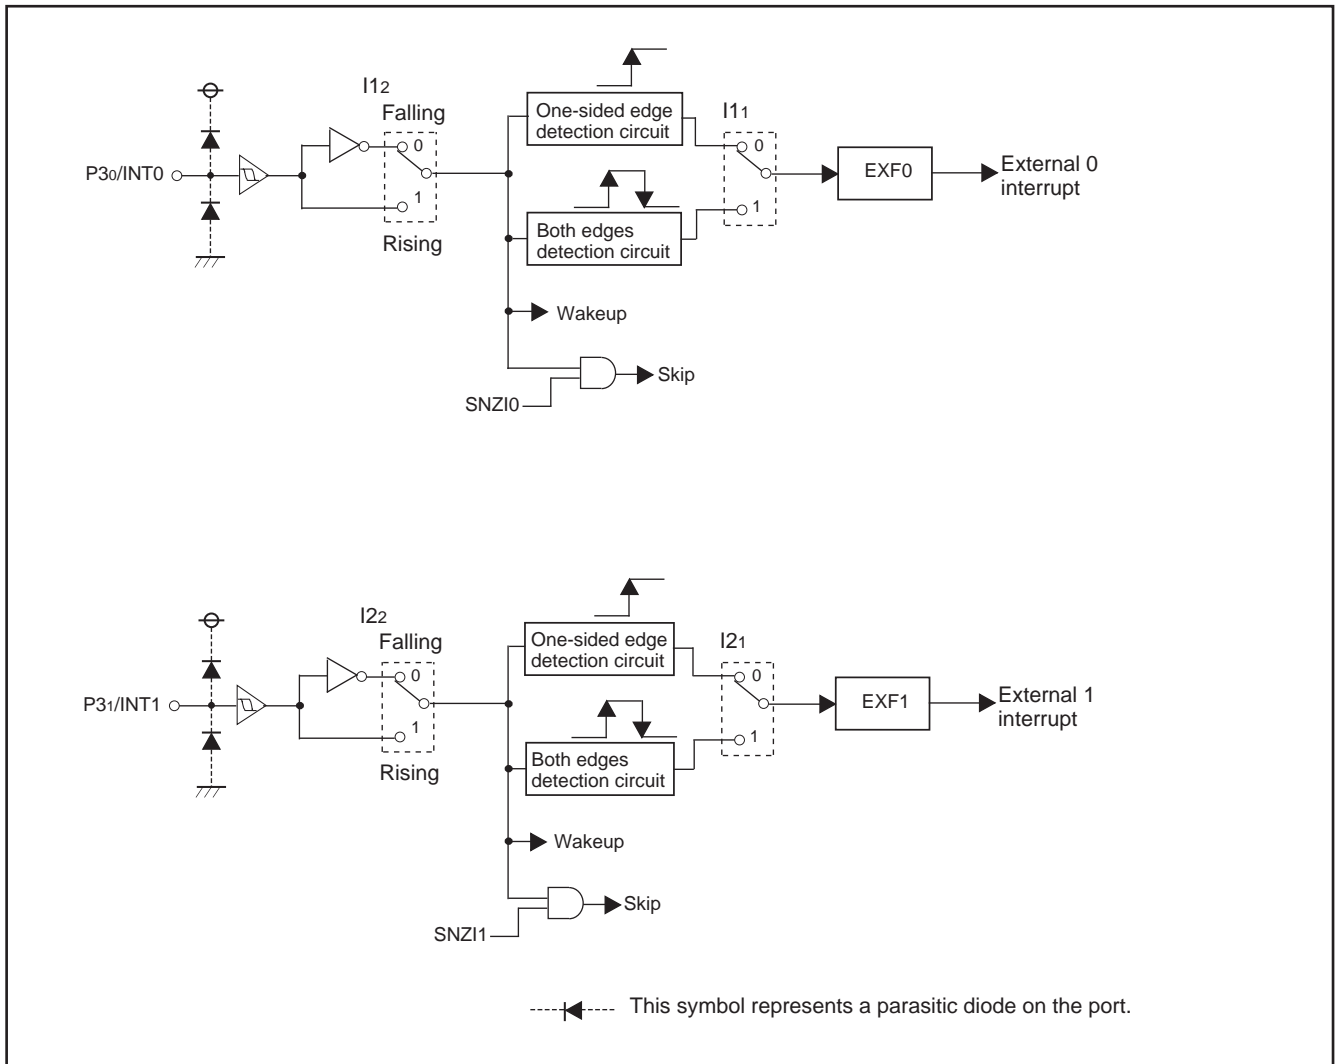 I12
Falling
0
1
Rising
P30/INT0
One-sided edge
detection circuit
Both edges
detection circuit
I11
0
1
EXF0
External 0
interrupt
Wakeup
Skip
SNZI0
I22
Falling
0
1
Rising
P31/INT1
One-sided edge
detection circuit
Both edges
detection circuit
I21
0
1
EXF1
External 1
interrupt
Wakeup
Skip
SNZI1
This symbol represents a parasitic diode on the port.